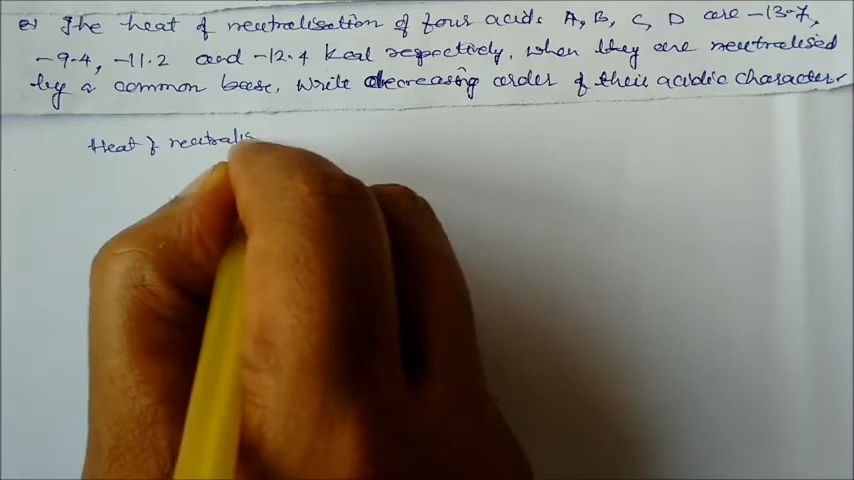 Q) The heat of neutralisation of four acids A, B, C, D are -13.7,
-9.4, -11.2 and -12.4 Kcal respectively, when they are neutralised
by a common base. Write decreasing order of their acidic character.
Heat of neutralis